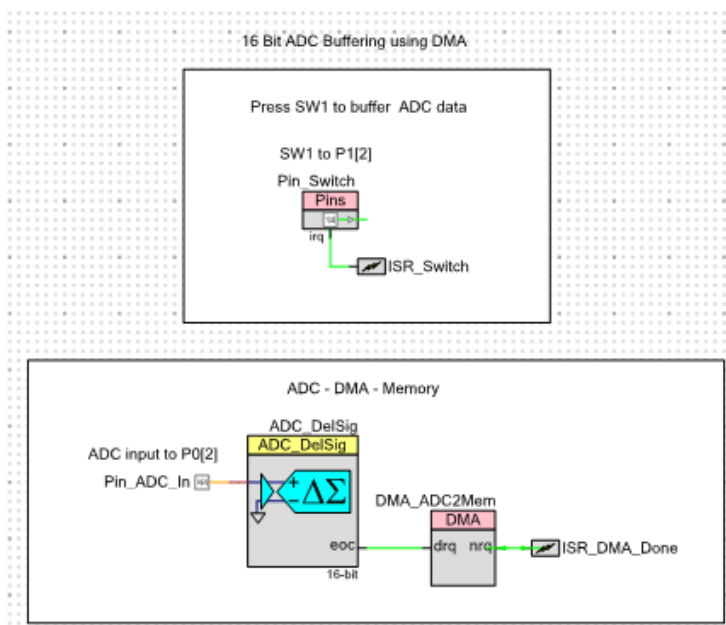 16 Bit ADC Buffering using DMA
Press SW1 to buffer ADC data
SW1 to P1[2]
Pin_Switch
Pins
irq
ISR_Switch
ADC - DMA - Memory
ADC_DelSig
ADC_DelSig
ADC input to P0[2]
Pin_ADC_In
+
-
ΔΣ
DMA_ADC2Mem
DMA
eoc
drq nrq
ISR_DMA_Done
16-bit